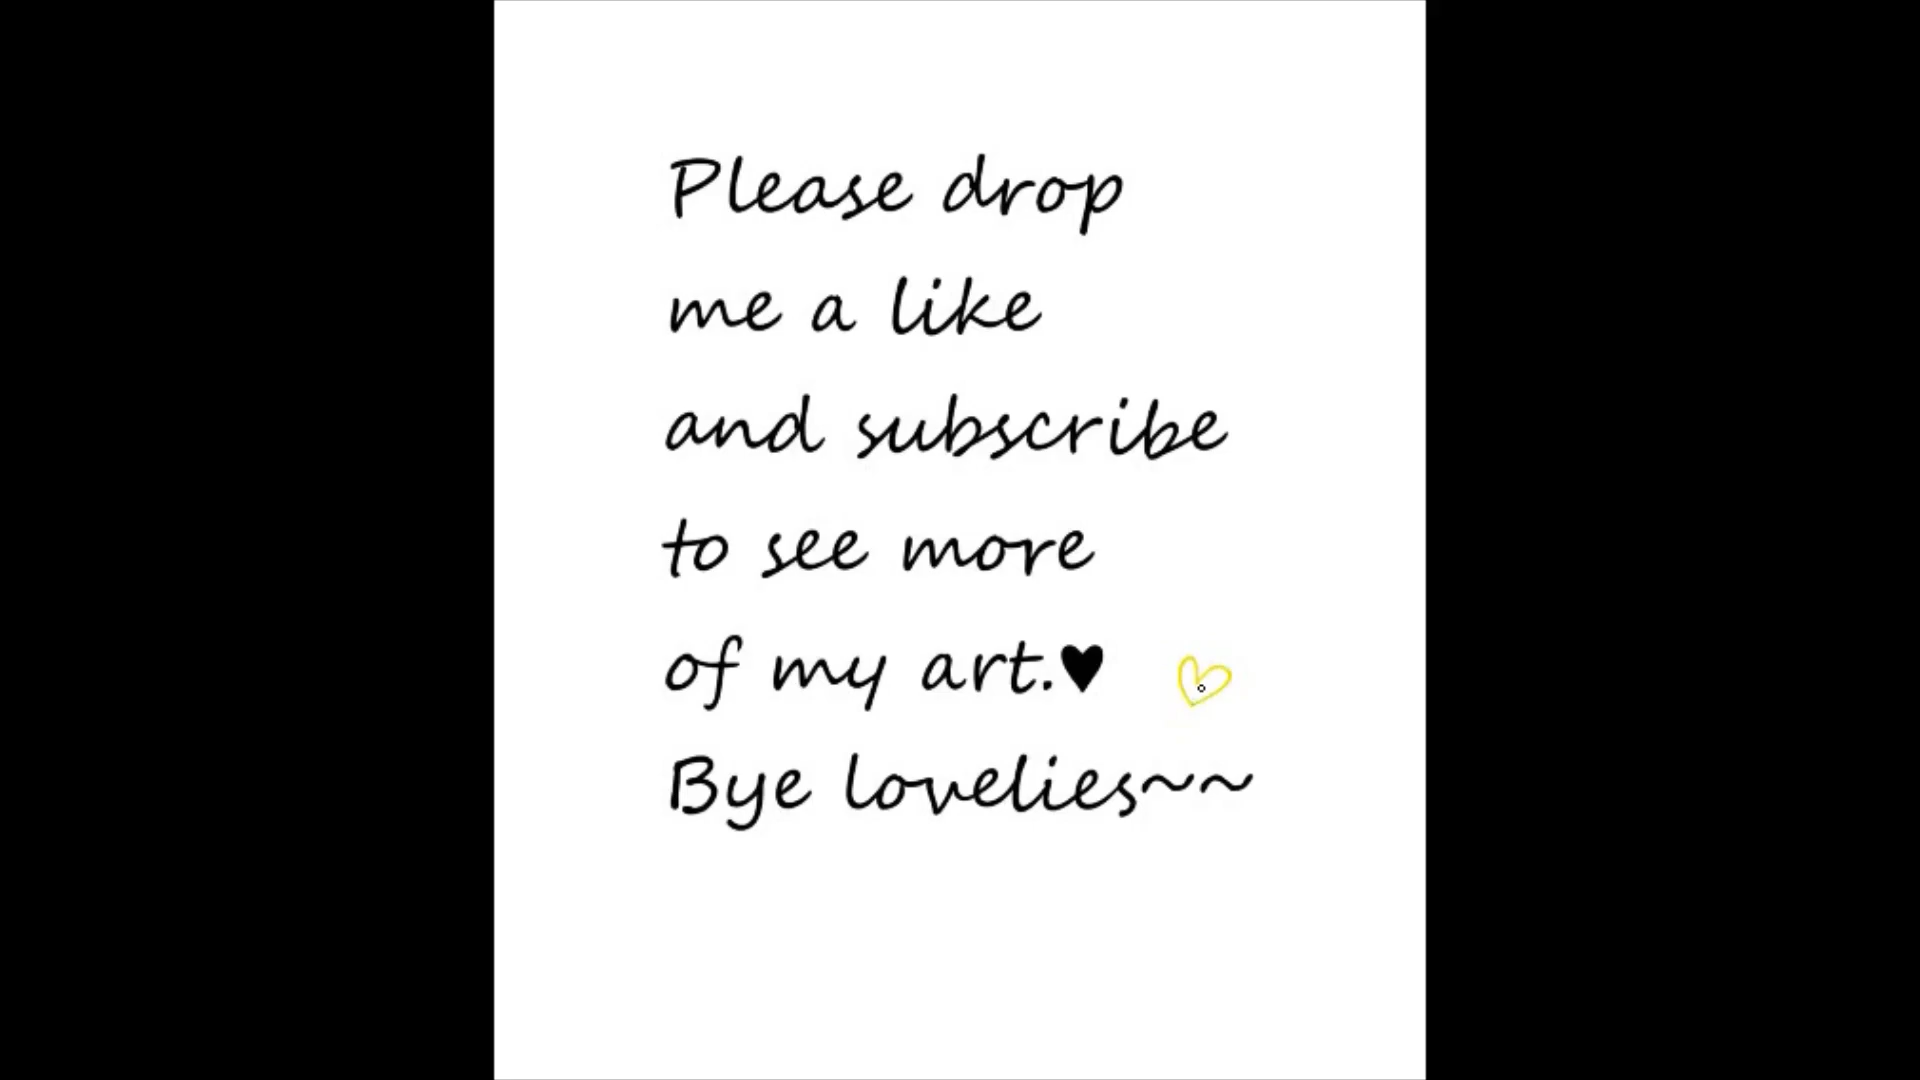 Please drop
me a like
and subscribe
to see more
of my art.♥
Bye lovelies~~